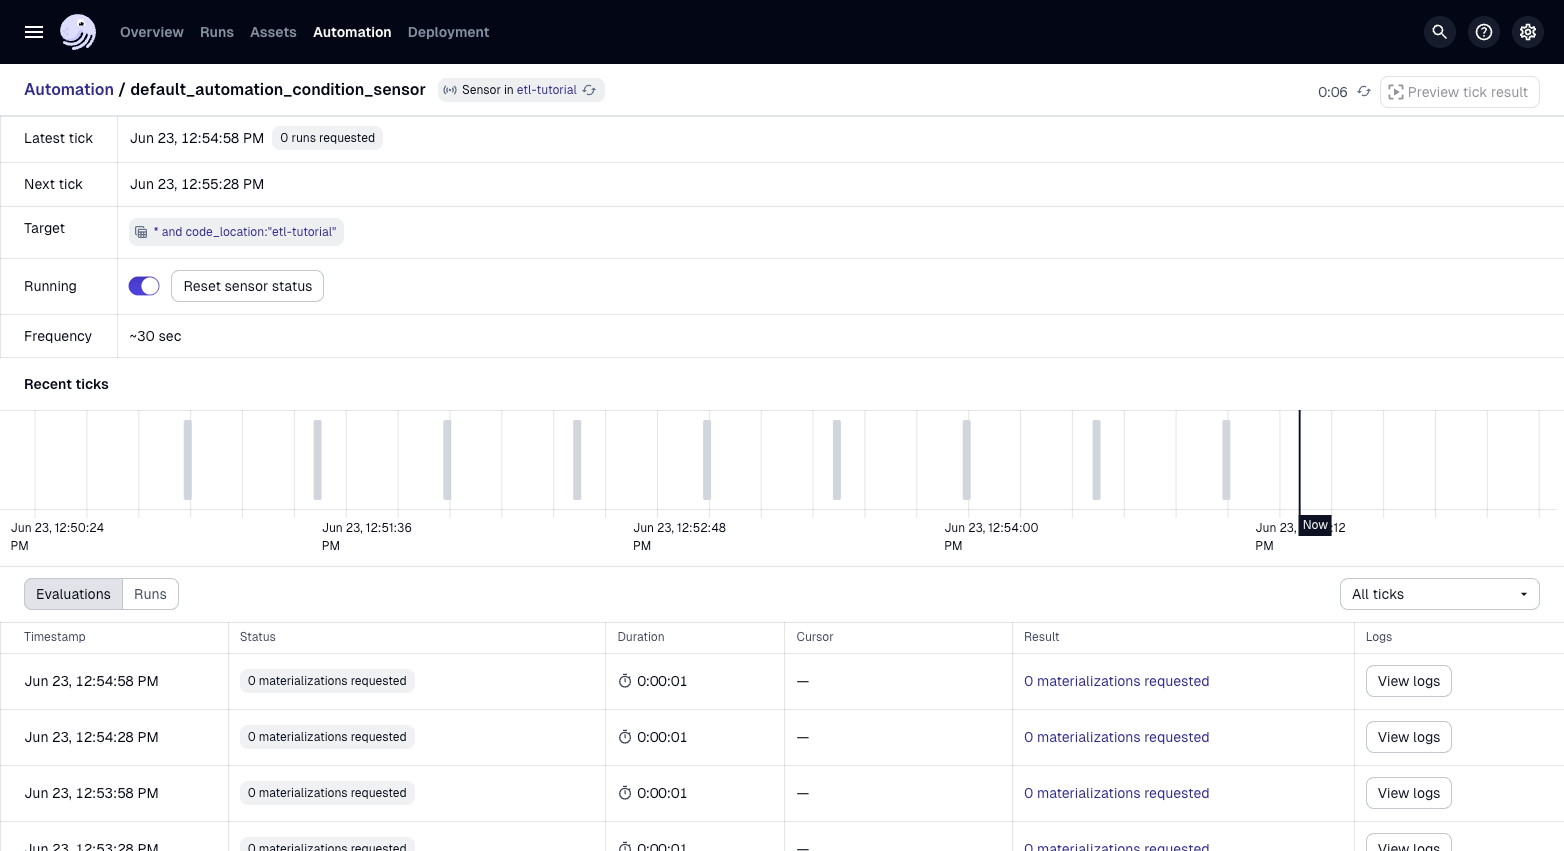 Overview Runs Assets Automation Deployment
Automation / default_automation_condition_sensor Sensor in etl-tutorial 0:06 Preview tick result
Latest tick Jun 23, 12:54:58 PM 0 runs requested
Next tick Jun 23, 12:55:28 PM
Target * and code_location:"etl-tutorial"
Running Reset sensor status
Frequency ~30 sec
Recent ticks
Jun 23, 12:50:24 PM
Jun 23, 12:51:36 PM
Jun 23, 12:52:48 PM
Jun 23, 12:54:00 PM
Jun 23, :12 PM
Now
Evaluations Runs All ticks
Timestamp Status Duration Cursor Result Logs
Jun 23, 12:54:58 PM 0 materializations requested 0:00:01 — 0 materializations requested View logs
Jun 23, 12:54:28 PM 0 materializations requested 0:00:01 — 0 materializations requested View logs
Jun 23, 12:53:58 PM 0 materializations requested 0:00:01 — 0 materializations requested View logs
Jun 23, 12:53:28 PM 0 materializations requested 0:00:01 — 0 materializations requested View logs